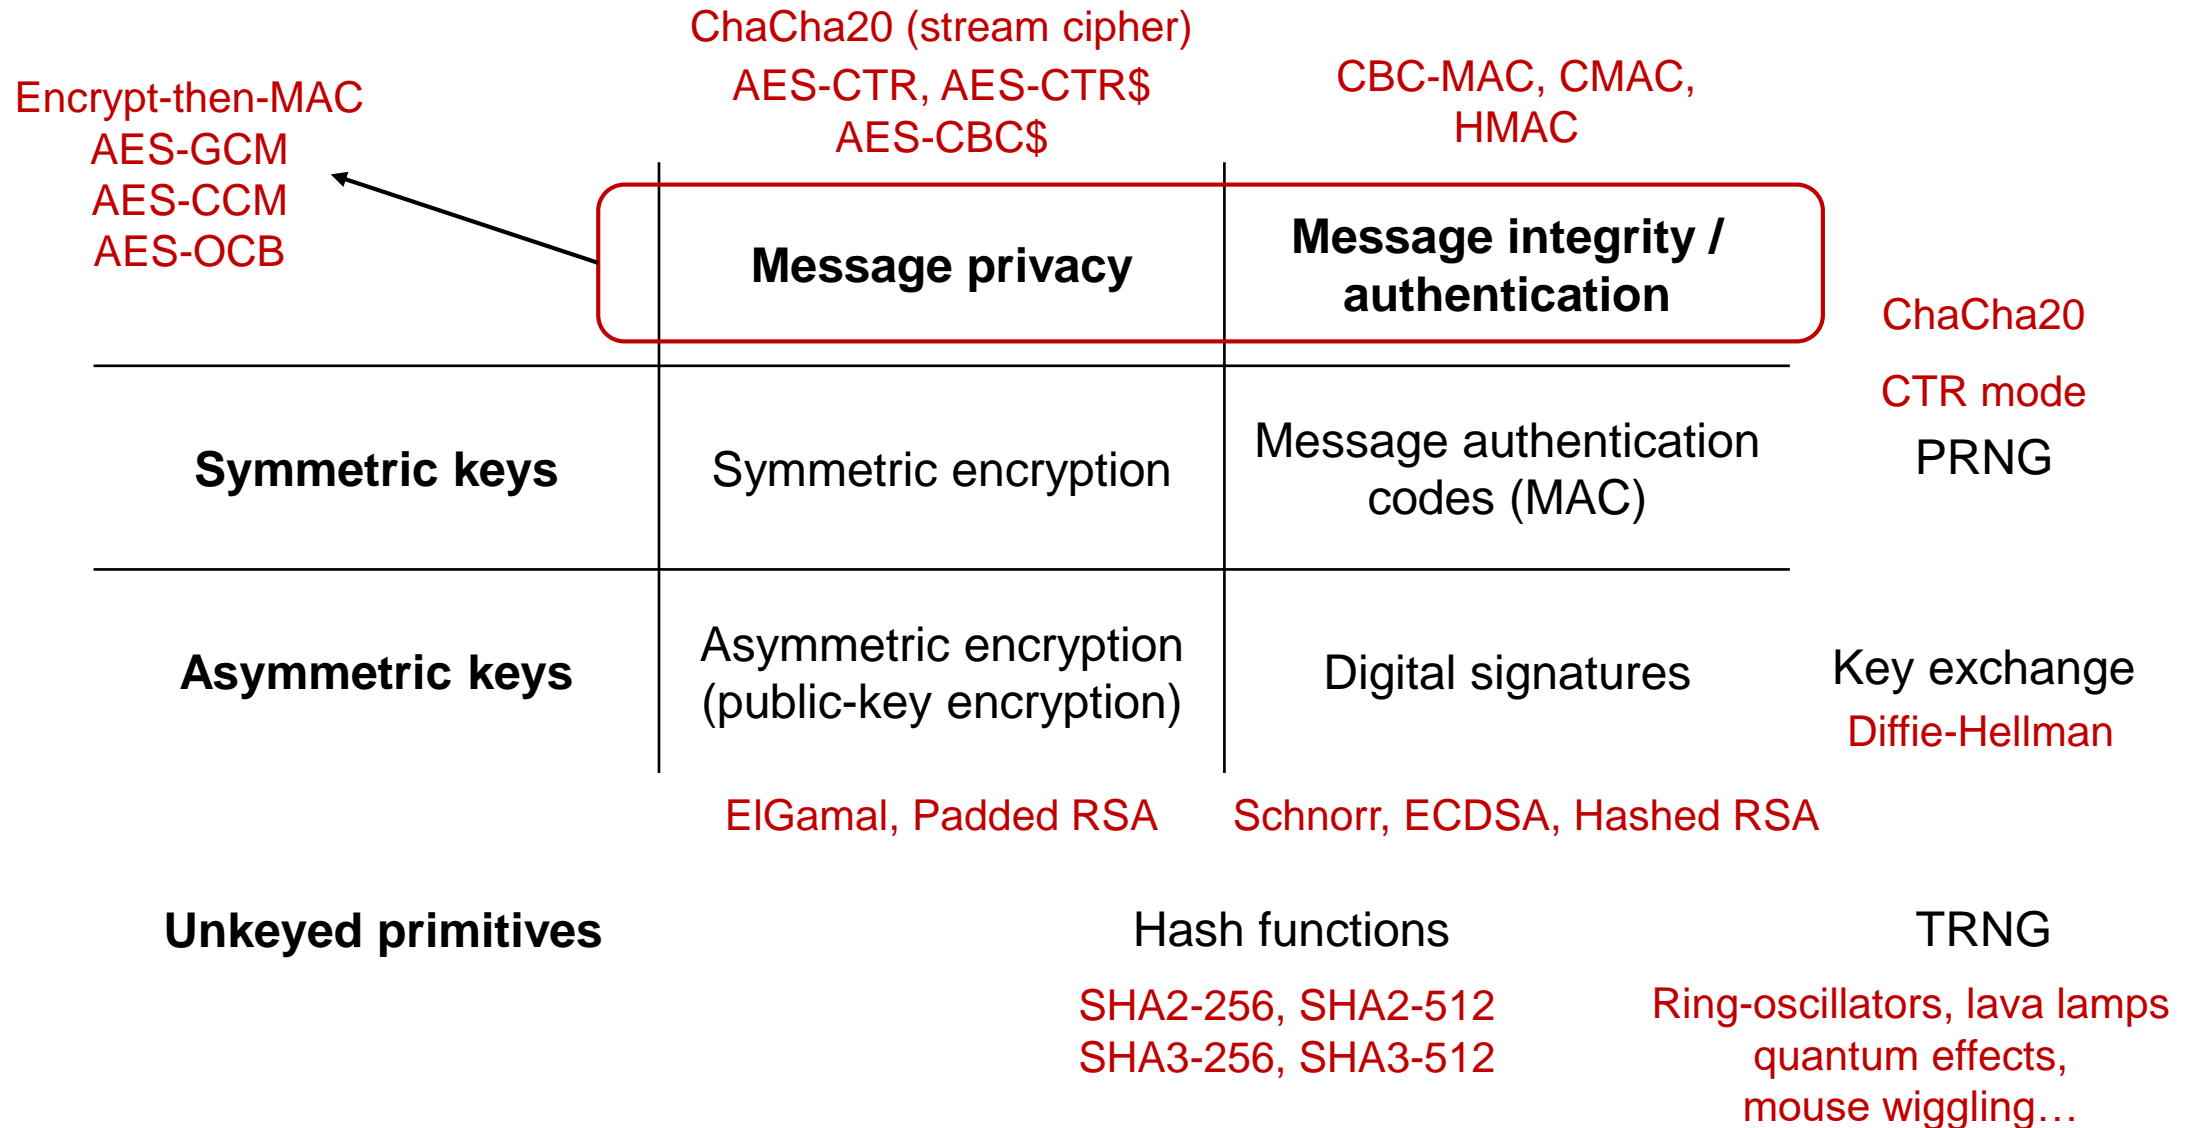 ChaCha20 (stream cipher)
AES-CTR, AES-CTR$
AES-CBC$
CBC-MAC, CMAC,
HMAC
Encrypt-then-MAC
AES-GCM
AES-CCM
AES-OCB
Message privacy
Message integrity /
authentication
ChaCha20
CTR mode
PRNG
Symmetric keys
Symmetric encryption
Message authentication
codes (MAC)
Asymmetric keys
Asymmetric encryption
(public-key encryption)
Digital signatures
Key exchange
Diffie-Hellman
ElGamal, Padded RSA
Schnorr, ECDSA, Hashed RSA
Unkeyed primitives
Hash functions
TRNG
SHA2-256, SHA2-512
SHA3-256, SHA3-512
Ring-oscillators, lava lamps
quantum effects,
mouse wiggling…